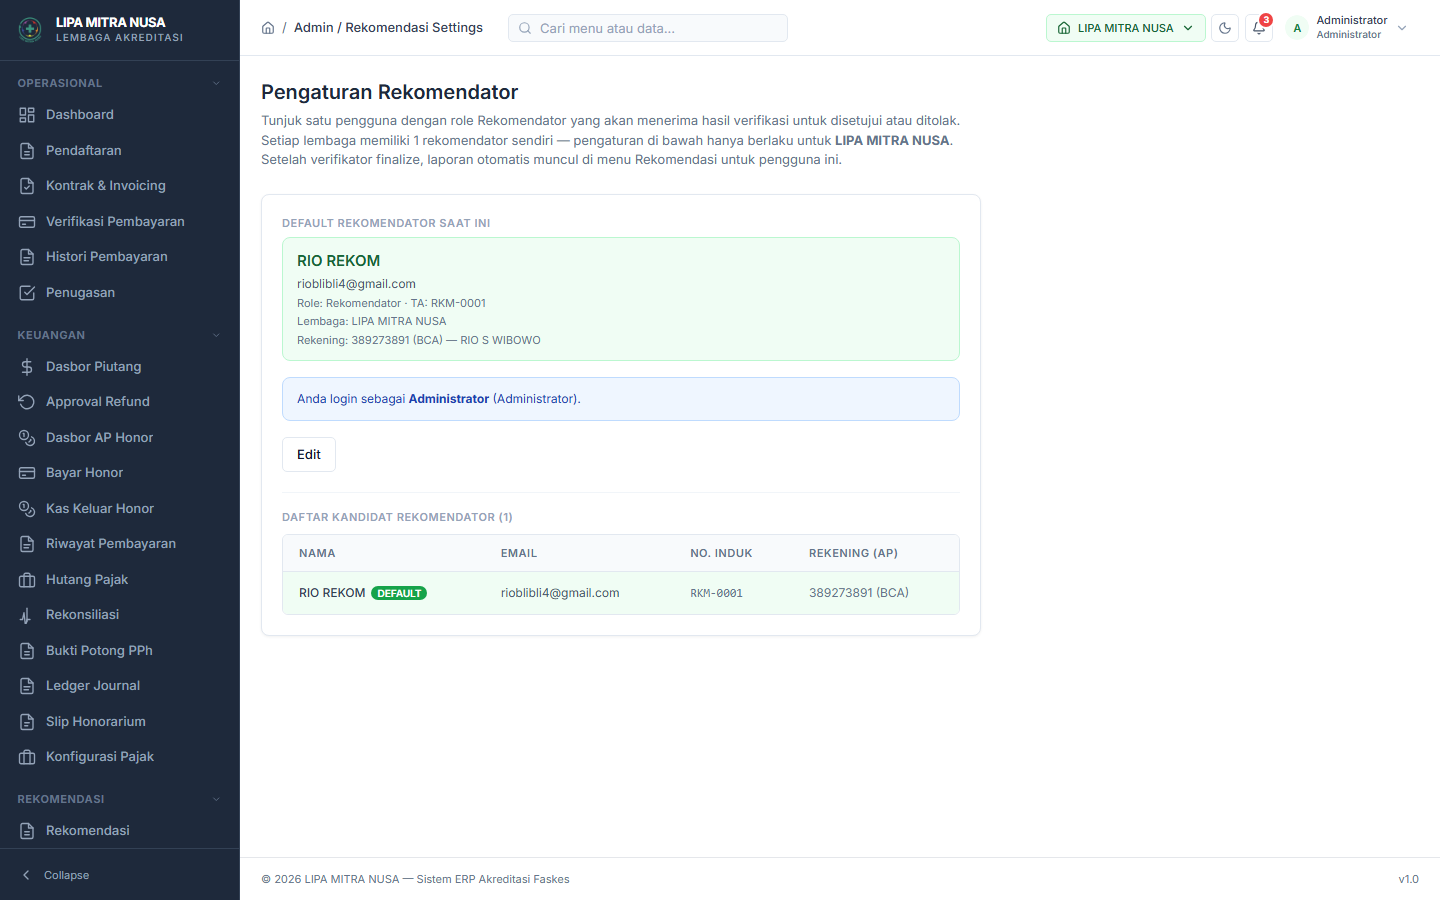 LIPA MITRA NUSA
LEMBAGA AKREDITASI
OPERASIONAL
Dashboard
Pendaftaran
Kontrak & Invoicing
Verifikasi Pembayaran
Histori Pembayaran
Penugasan
KEUANGAN
Dasbor Piutang
Approval Refund
Dasbor AP Honor
Bayar Honor
Kas Keluar Honor
Riwayat Pembayaran
Hutang Pajak
Rekonsiliasi
Bukti Potong PPh
Ledger Journal
Slip Honorarium
Konfigurasi Pajak
REKOMENDASI
Rekomendasi
Collapse
/ Admin / Rekomendasi Settings
Cari menu atau data...
LIPA MITRA NUSA
3
A
Administrator
Administrator
Pengaturan Rekomendator
Tunjuk satu pengguna dengan role Rekomendator yang akan menerima hasil verifikasi untuk disetujui atau ditolak.
Setiap lembaga memiliki 1 rekomendator sendiri — pengaturan di bawah hanya berlaku untuk LIPA MITRA NUSA.
Setelah verifikator finalize, laporan otomatis muncul di menu Rekomendasi untuk pengguna ini.
DEFAULT REKOMENDATOR SAAT INI
RIO REKOM
rioblibli4@gmail.com
Role: Rekomendator · TA: RKM-0001
Lembaga: LIPA MITRA NUSA
Rekening: 389273891 (BCA) — RIO S WIBOWO
Anda login sebagai Administrator (Administrator).
Edit
DAFTAR KANDIDAT REKOMENDATOR (1)
NAMA EMAIL NO. INDUK REKENING (AP)
RIO REKOM DEFAULT rioblibli4@gmail.com RKM-0001 389273891 (BCA)
© 2026 LIPA MITRA NUSA — Sistem ERP Akreditasi Faskes
v1.0